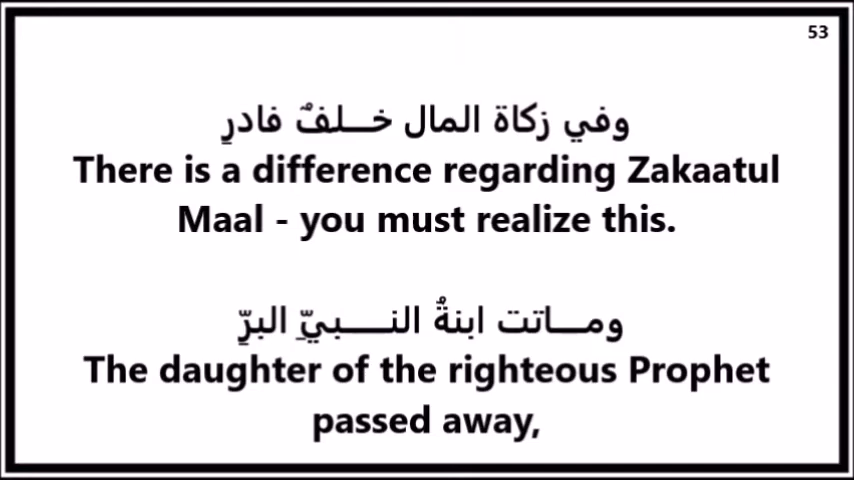 53
وفي زكاة المال خـــلفٌ فادرِ
There is a difference regarding Zakaatul
Maal - you must realize this.
ومـــاتت ابنةُ النـــــبيِّ البرِّ
The daughter of the righteous Prophet
passed away,